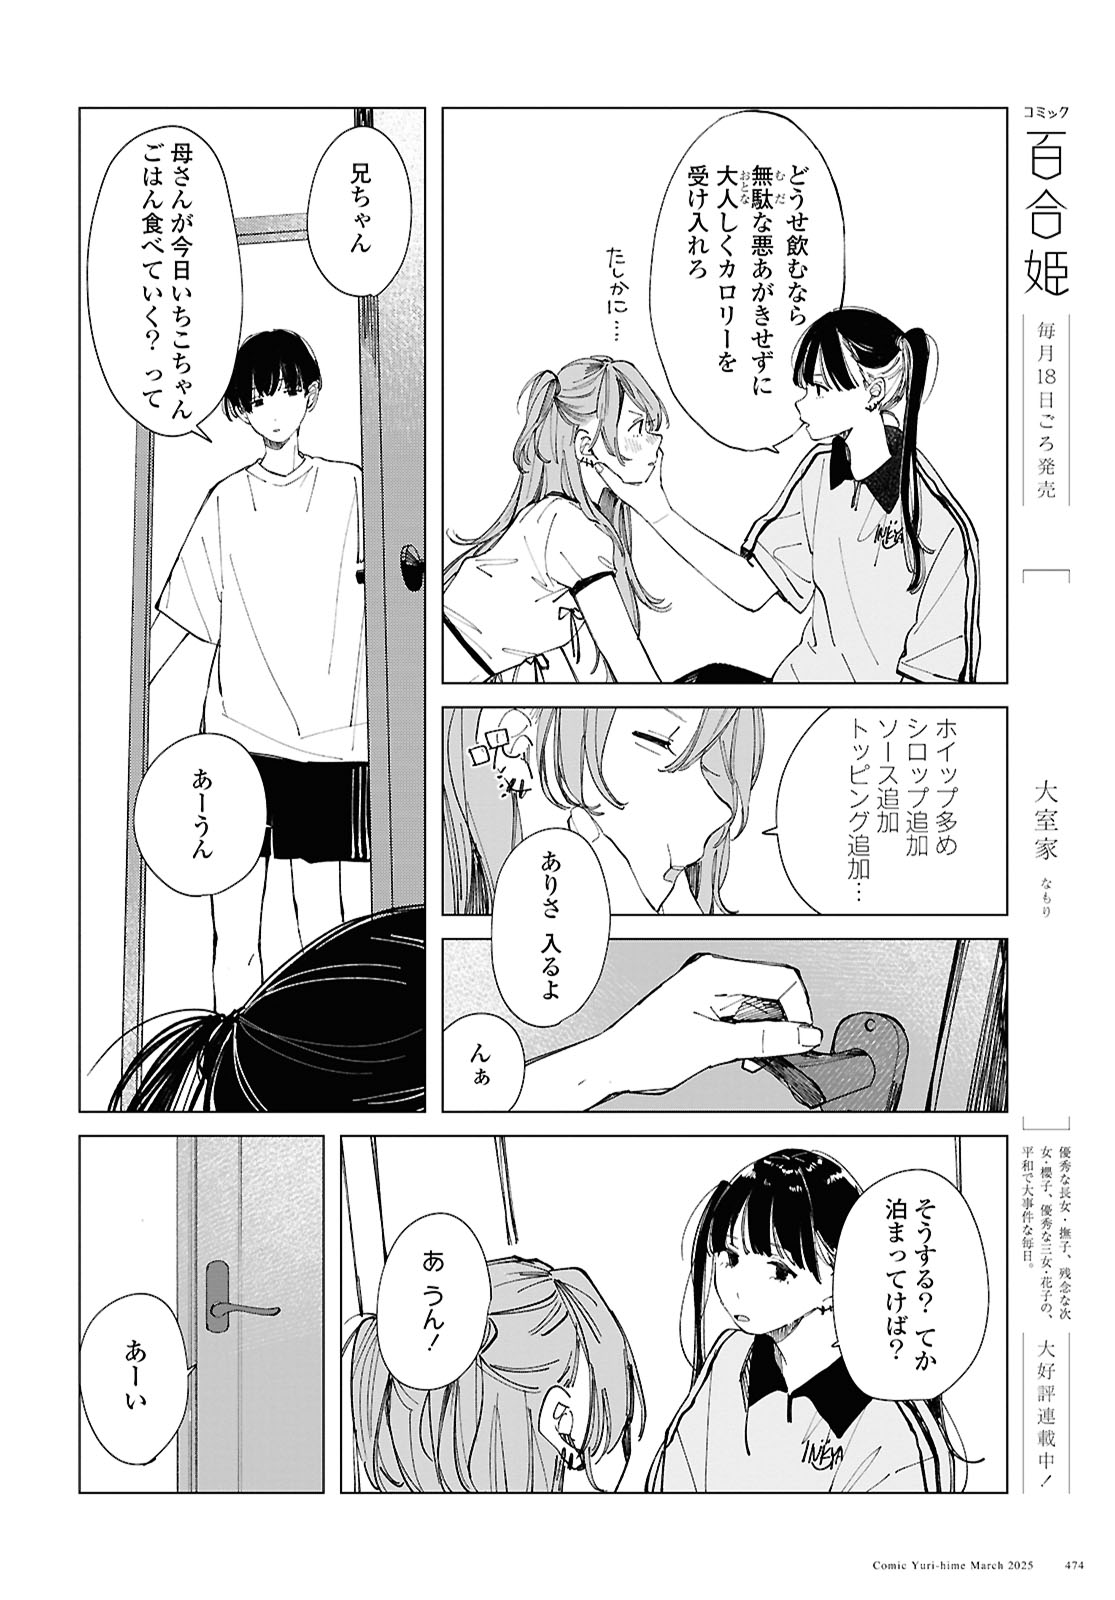 コミック
百合姫
毎月18日ごろ発売
大室家 なもり
優秀な長女・撫子、残念な次
女・櫻子、優秀な三女・花子の、
平和で大事件な毎日。
大好評連載中！
どうせ飲むなら
無駄な悪あがきせずに
むだ
大人しくカロリーを
おとな
受け入れろ
たしかに…
ホイップ多め
シロップ追加
ソース追加
トッピング追加…
呪
ありさ 入るよ
んぁ
兄ちゃん
母さんが今日いちこちゃん
ごはん食べていく？って
あーうん
そうする？てか
泊まってけば？
INEYA
あ うん！
あーい
Comic Yuri-hime March 2025 474